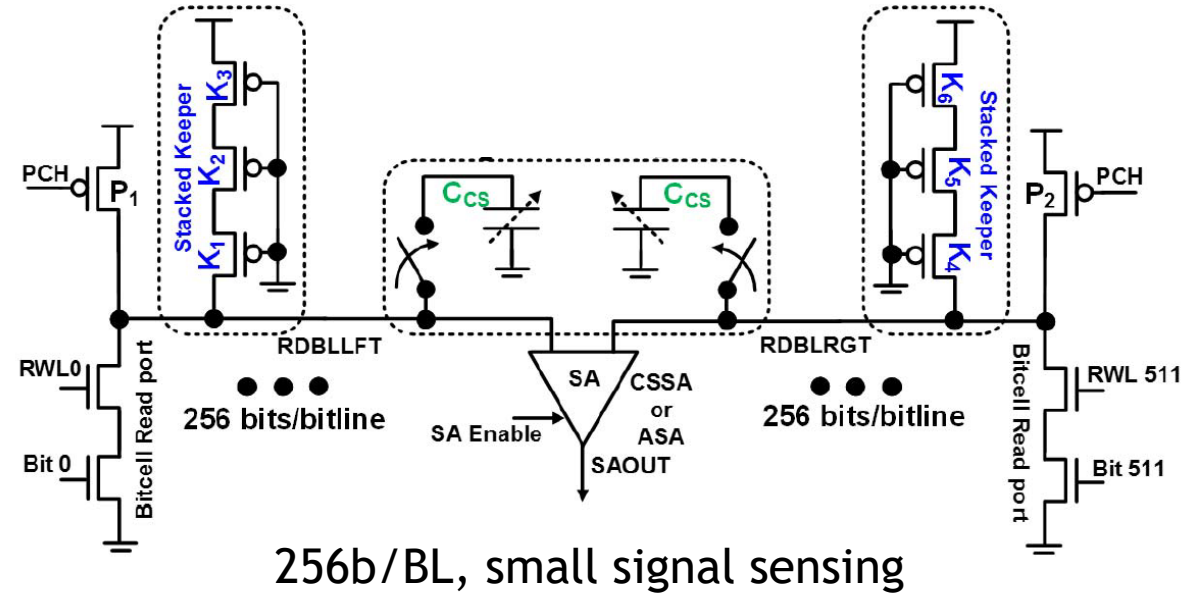 Stacked Keeper
K3
K2
K1
PCH
P1
CCS
CCS
K6
K5
K4
Stacked Keeper
P2
PCH
RDBLLFT
RDBLRGT
RWL0
Bit 0
Bitcell Read port
256 bits/bitline
SA
SA Enable
CSSA
or
ASA
SAOUT
256 bits/bitline
Bitcell Read port
RWL 511
Bit 511
256b/BL, small signal sensing